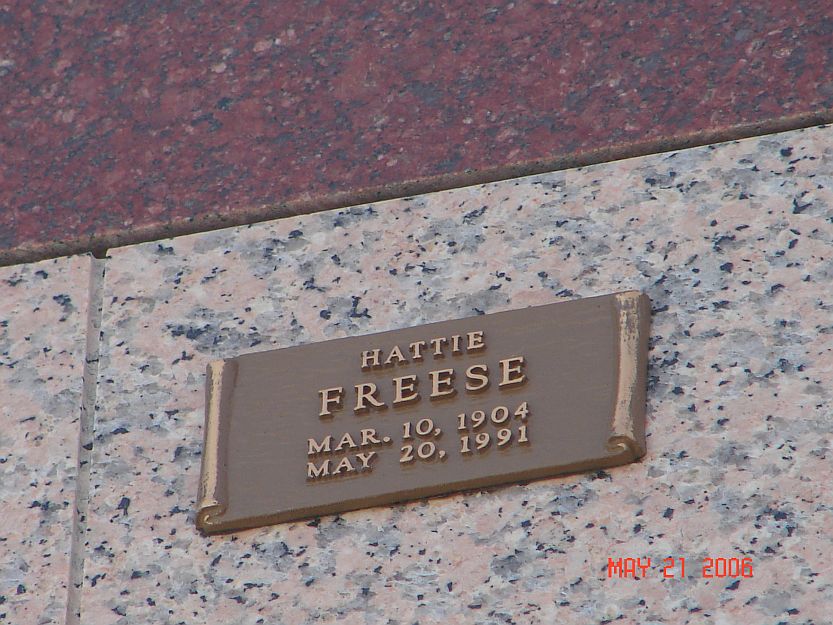 HATTIE
FREESE
MAR. 10, 1904
MAY 20, 1991
MAY 21 2006